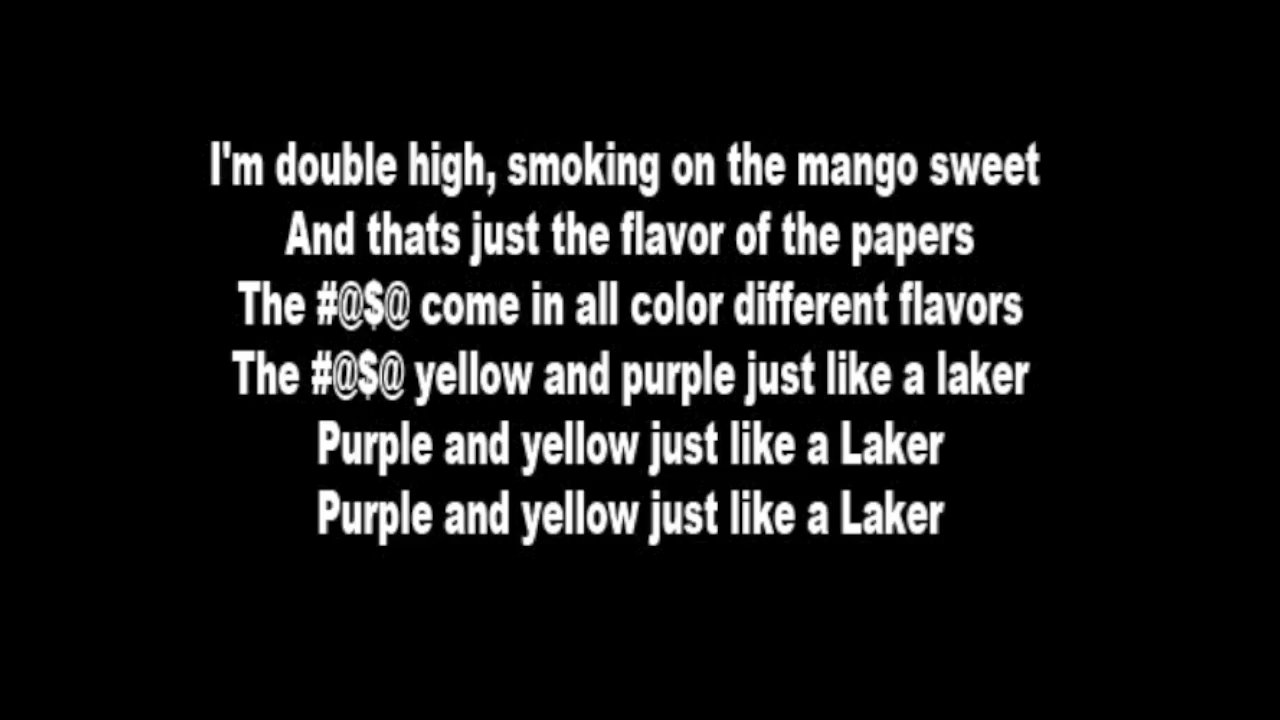 I'm double high, smoking on the mango sweet
And thats just the flavor of the papers
The #@$@ come in all color different flavors
The #@$@ yellow and purple just like a laker
Purple and yellow just like a Laker
Purple and yellow just like a Laker